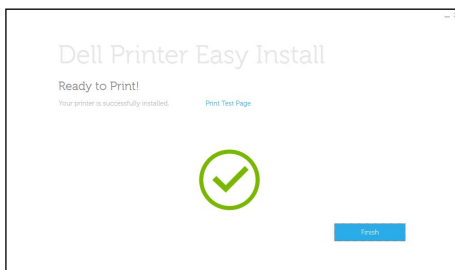 Dell Printer Easy Install
Ready to Print!
Your printer is successfully installed. Print Test Page
Finish